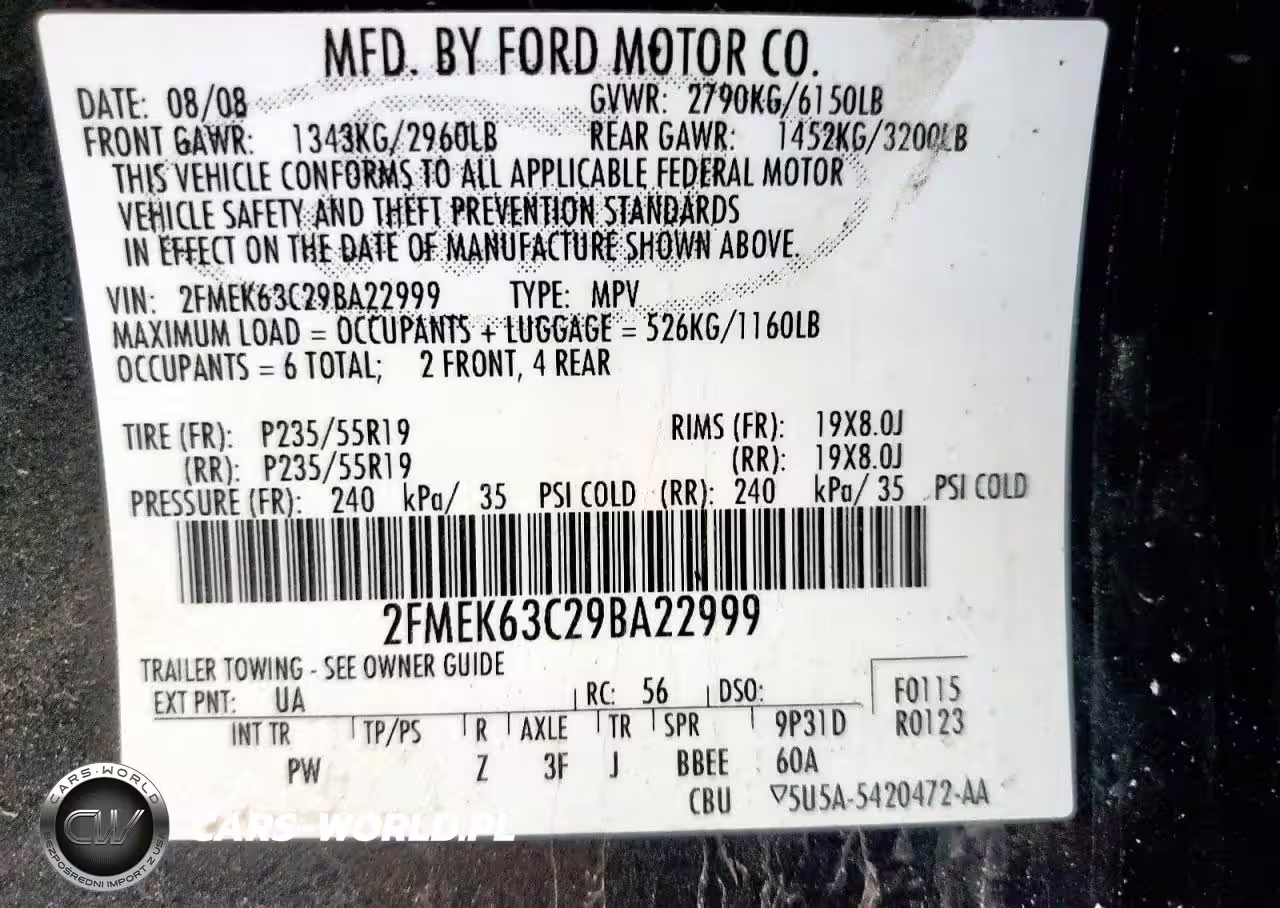 MFD. BY FORD MOTOR CO.
DATE: 08/08 GVWR: 2790KG/6150LB
FRONT GAWR: 1343KG/2960LB REAR GAWR: 1452KG/3200LB
THIS VEHICLE CONFORMS TO ALL APPLICABLE FEDERAL MOTOR
VEHICLE SAFETY AND THEFT PREVENTION STANDARDS
IN EFFECT ON THE DATE OF MANUFACTURE SHOWN ABOVE.
VIN: 2FMEK63C29BA22999 TYPE: MPV
MAXIMUM LOAD = OCCUPANTS + LUGGAGE = 526KG/1160LB
OCCUPANTS = 6 TOTAL; 2 FRONT, 4 REAR
TIRE (FR): P235/55R19 RIMS (FR): 19X8.0J
(RR): P235/55R19 (RR): 19X8.0J
PRESSURE (FR): 240 kPa/ 35 PSI COLD (RR): 240 kPa/ 35 PSI COLD
2FMEK63C29BA22999
TRAILER TOWING - SEE OWNER GUIDE
EXT PNT: UA RC: 56 DSO: F0115
INT TR TP/PS R AXLE TR SPR 9P31D R0123
PW Z 3F J BBEE 60A
CBU ▽5U5A-5420472-AA
CARS-WORLD
CW
BEZPOŚREDNI IMPORT Z USA
CARS-WORLD.PL